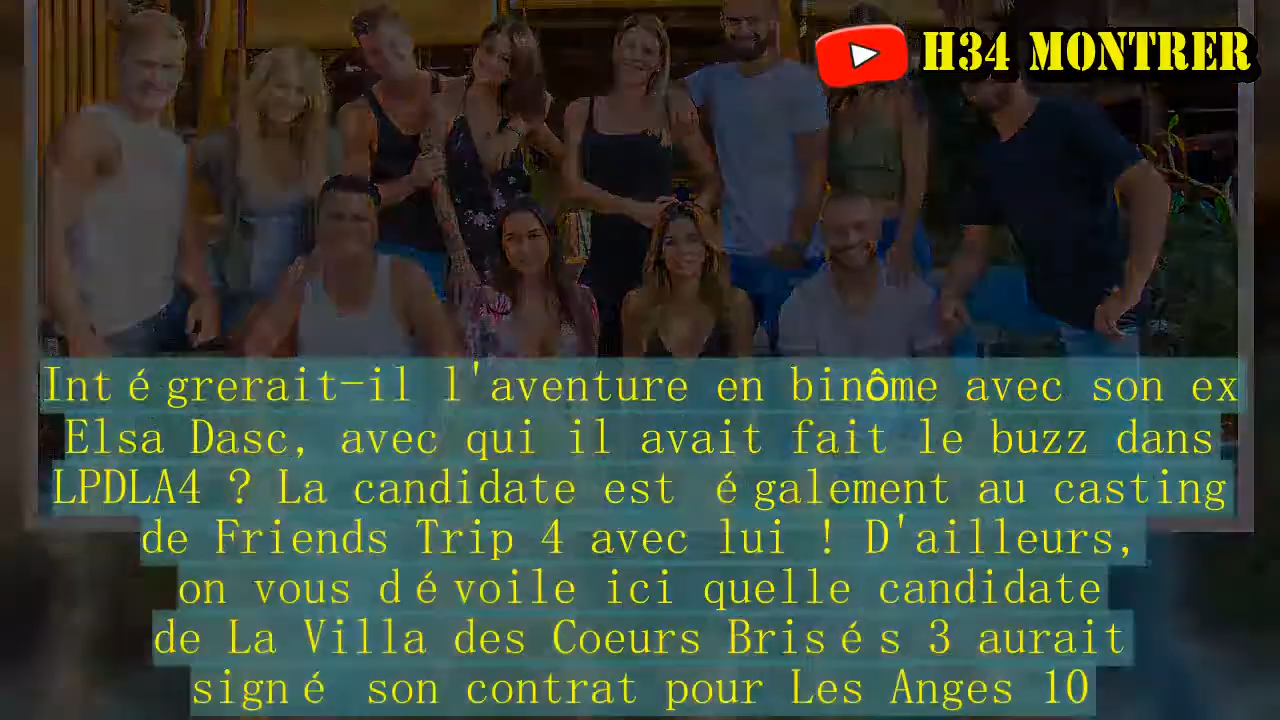 H34 MONTRER
Intégrerait-il l'aventure en binôme avec son ex
Elsa Dasc, avec qui il avait fait le buzz dans
LPDLA4 ? La candidate est également au casting
de Friends Trip 4 avec lui ! D'ailleurs,
on vous dévoile ici quelle candidate
de La Villa des Coeurs Brisés 3 aurait
signé son contrat pour Les Anges 10